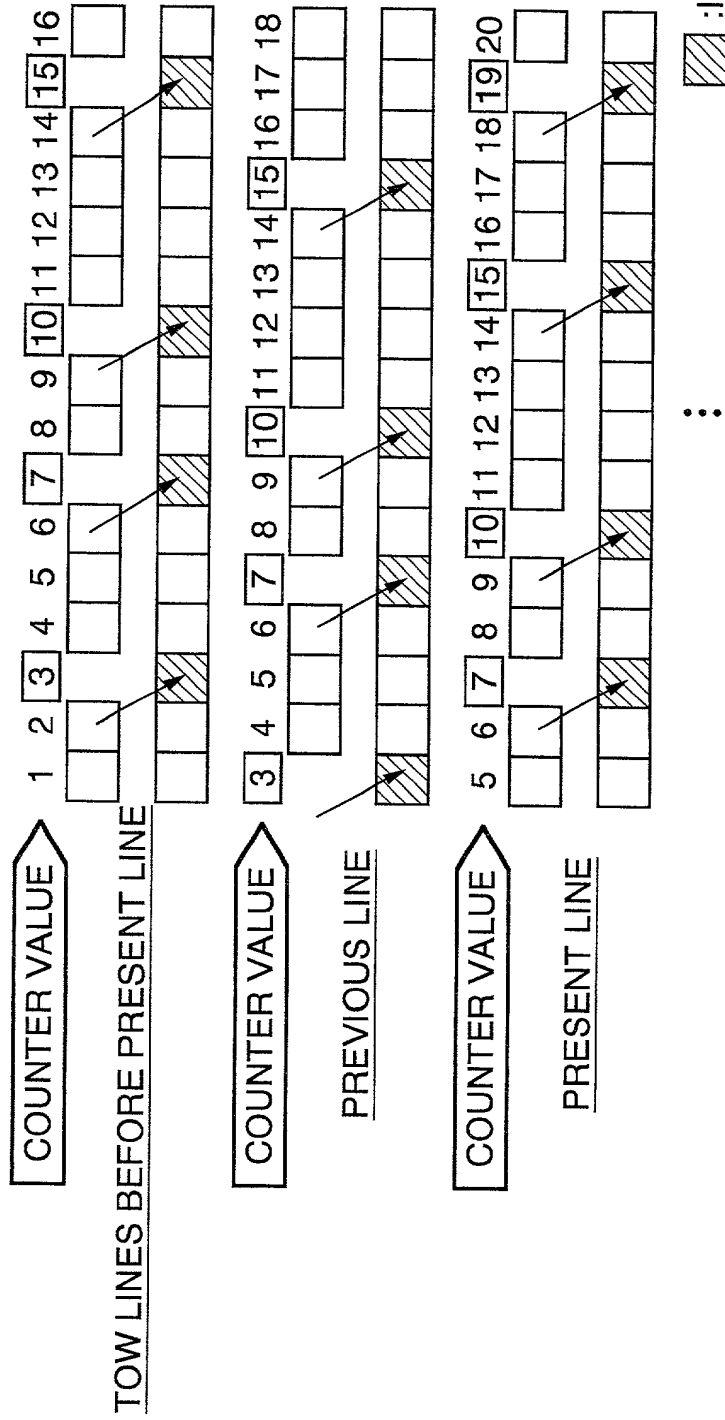 COUNTER VALUE 1 2 3 4 5 6 7 8 9 10 11 12 13 14 15 16
TOW LINES BEFORE PRESENT LINE
COUNTER VALUE 3 4 5 6 7 8 9 10 11 12 13 14 15 16 17 18
PREVIOUS LINE
COUNTER VALUE 5 6 7 8 9 10 11 12 13 14 15 16 17 18 19 20
PRESENT LINE